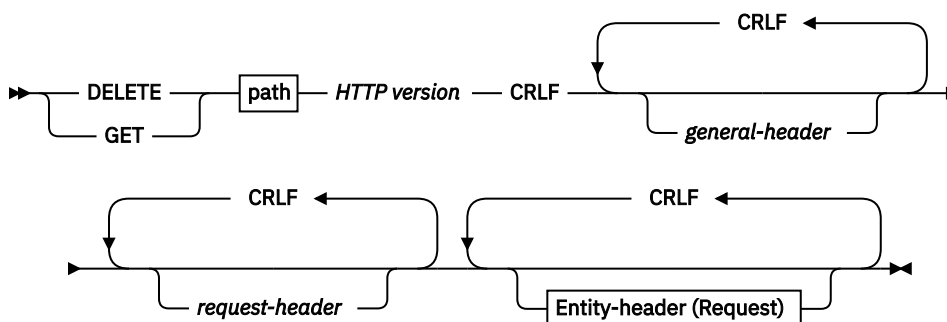 CRLF
DELETE path HTTP version CRLF
GET general-header
CRLF CRLF
request-header Entity-header (Request)